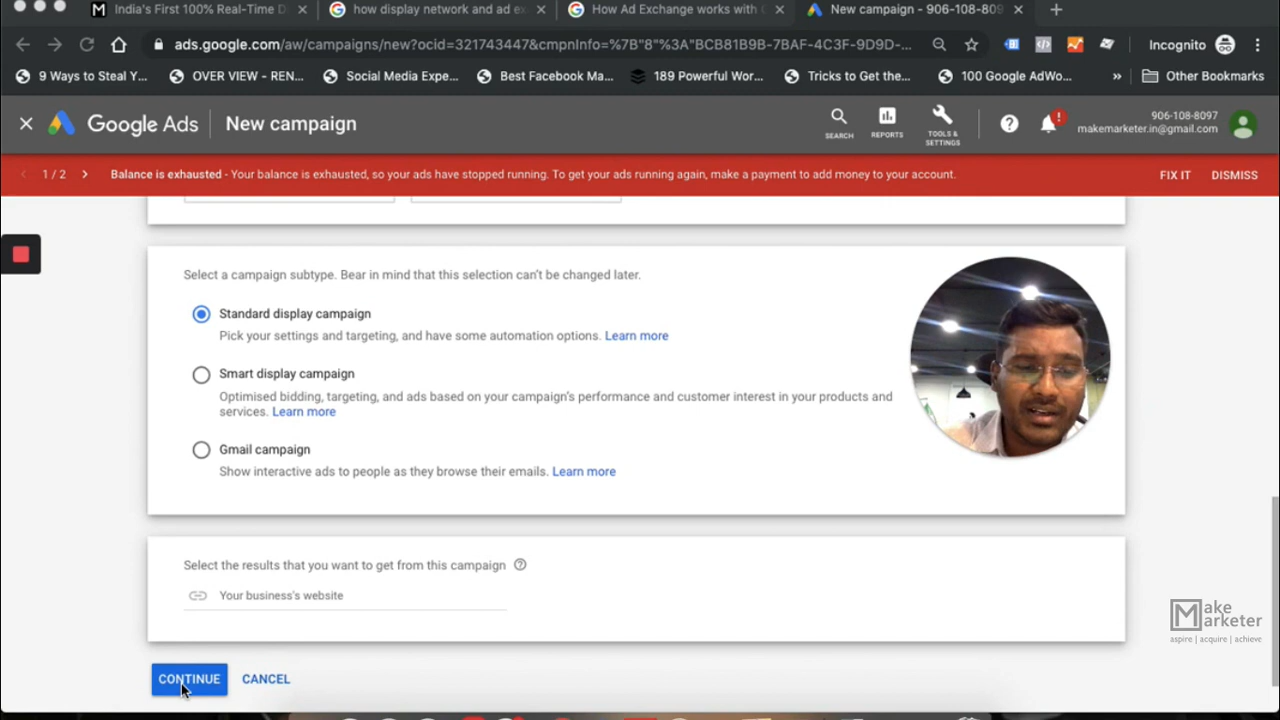 India's First 100% Real-Time D
how display network and ad ex
How Ad Exchange works with
New campaign - 906-108-809
ads.google.com/aw/campaigns/new?ocid=321743447&cmpnInfo=%7B"8"%3A"BCB81B9B-7BAF-4C3F-9D9D-...
Incognito
9 Ways to Steal Y...
OVER VIEW - REN...
Social Media Expe...
Best Facebook Ma...
189 Powerful Wor...
Tricks to Get the...
100 Google AdWo...
»
Other Bookmarks
Google Ads
New campaign
SEARCH
REPORTS
TOOLS &
SETTINGS
906-108-8097
makemarketer.in@gmail.com
1 / 2
Balance is exhausted - Your balance is exhausted, so your ads have stopped running. To get your ads running again, make a payment to add money to your account.
FIX IT
DISMISS
Select a campaign subtype. Bear in mind that this selection can't be changed later.
Standard display campaign
Pick your settings and targeting, and have some automation options. Learn more
Smart display campaign
Optimised bidding, targeting, and ads based on your campaign's performance and customer interest in your products and
services. Learn more
Gmail campaign
Show interactive ads to people as they browse their emails. Learn more
Select the results that you want to get from this campaign
Your business's website
CONTINUE
CANCEL
Make
Marketer
aspire | acquire | achieve